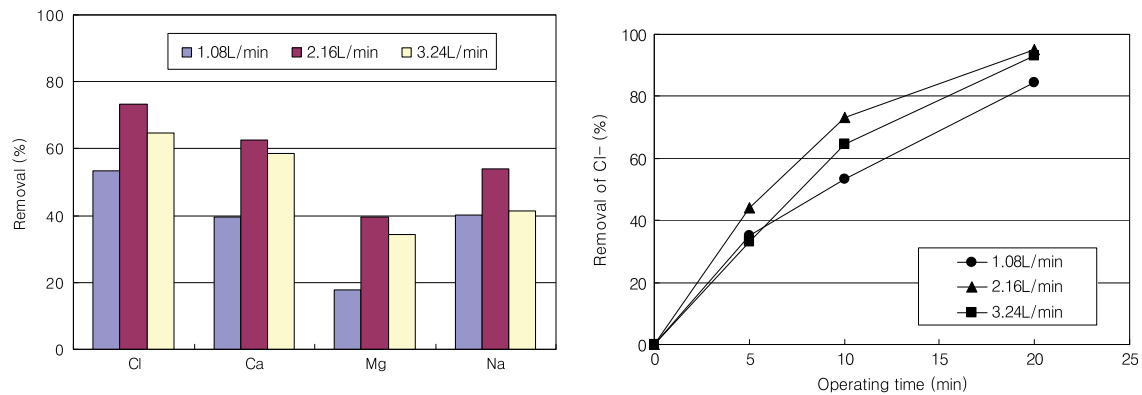 100
80
60
40
20
0
Removal (%)
1.08L/min 2.16L/min 3.24L/min
Cl Ca Mg Na
100
80
60
40
20
0
Removal of Cl- (%)
1.08L/min
2.16L/min
3.24L/min
0 5 10 15 20 25
Operating time (min)